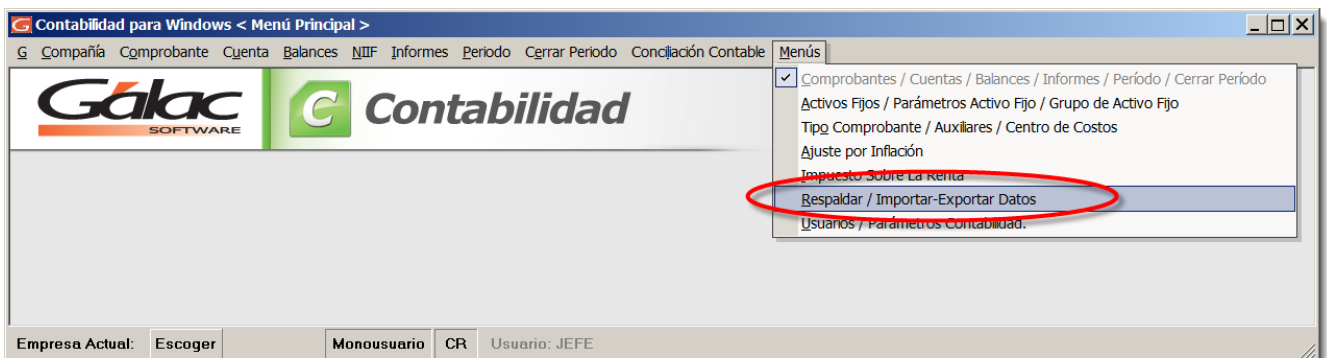 Contabilidad para Windows < Menú Principal >
G Compañía Comprobante Cuenta Balances NIIF Informes Periodo Cerrar Periodo Conciliación Contable Menús
Gálac
SOFTWARE
C Contabilidad
Comprobantes / Cuentas / Balances / Informes / Período / Cerrar Período
Activos Fijos / Parámetros Activo Fijo / Grupo de Activo Fijo
Tipo Comprobante / Auxiliares / Centro de Costos
Ajuste por Inflación
Impuesto Sobre La Renta
Respaldar / Importar-Exportar Datos
Usuarios / Parámetros Contabilidad.
Empresa Actual: Escoger Monousuario CR Usuario: JEFE